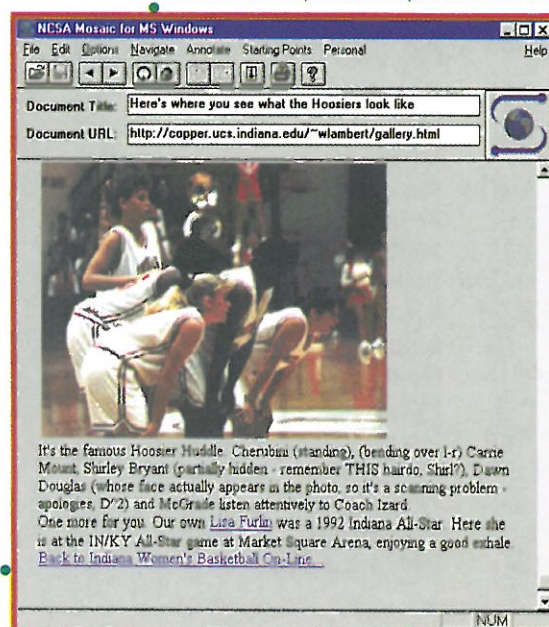 NCSA Mosaic for MS Windows
File Edit Options Navigate Annotate Starting Points Personal Help
Document Title: Here's where you see what the Hoosiers look like
Document URL: http://copper.ucs.indiana.edu/~wlambert/gallery.html
It's the famous Hoosier Huddle. Cherubini (standing), (bending over l-r) Carrie
Mount, Shirley Bryant (partially hidden - remember THIS hairdo, Shirl?), Dawn
Douglas (whose face actually appears in the photo, so it's a scanning problem -
apologies, D^2) and McGrade listen attentively to Coach Izard.
One more for you. Our own Lisa Furlin was a 1992 Indiana All-Star. Here she
is at the IN/KY All-Star game at Market Square Arena, enjoying a good exhale.
Back to Indiana Women's Basketball On-Line...
NUM